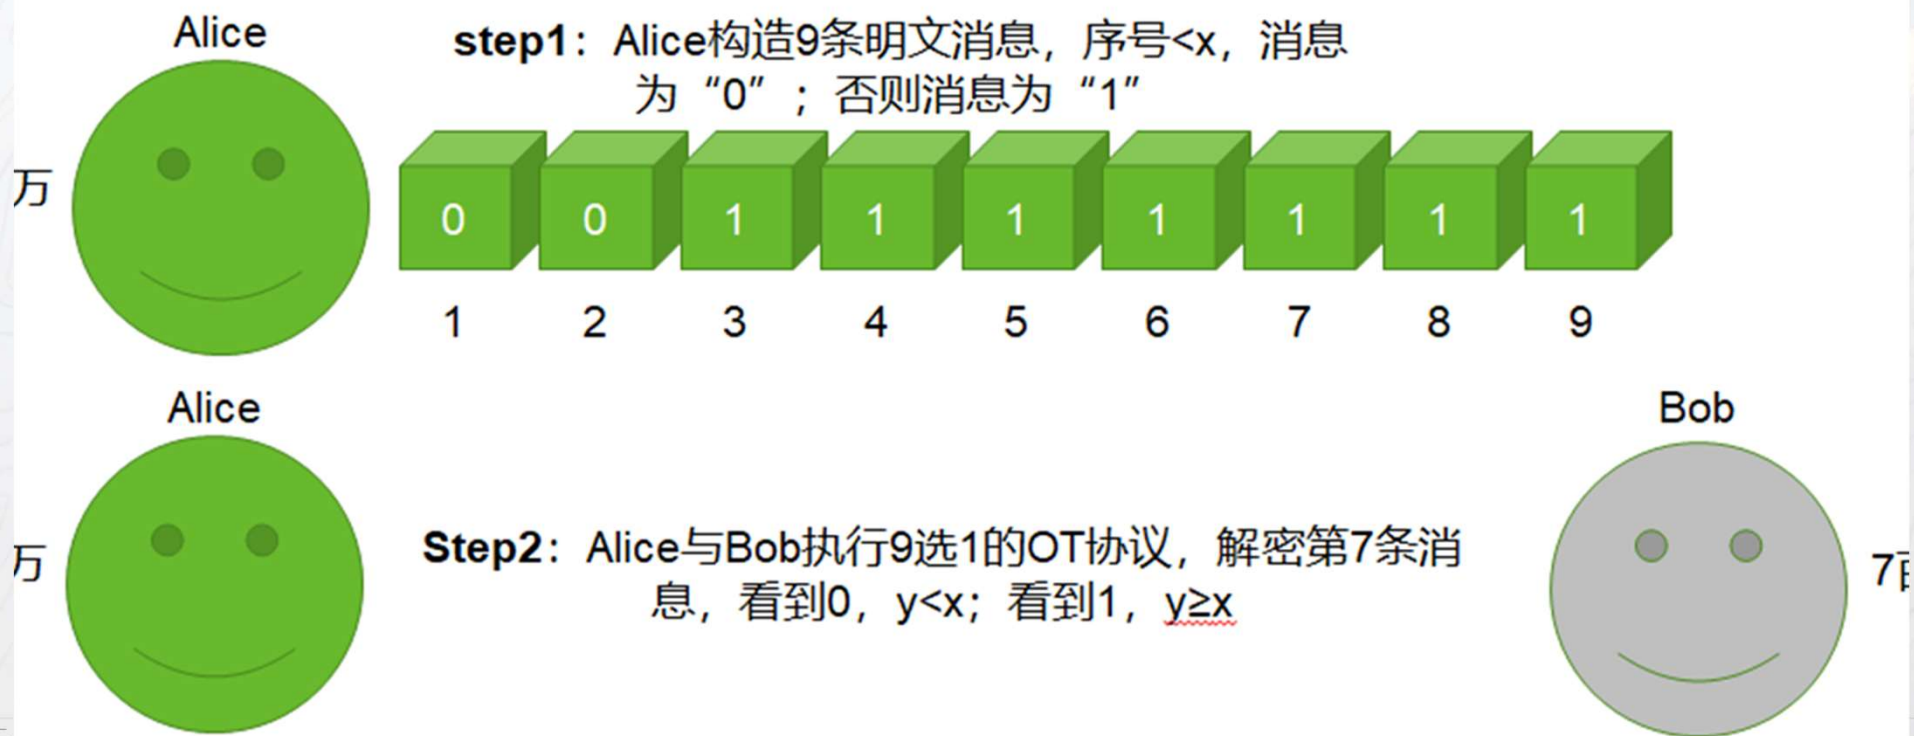 Alice
step1：Alice构造9条明文消息，序号<x，消息
为“0”；否则消息为“1”
万
0 0 1 1 1 1 1 1 1
1 2 3 4 5 6 7 8 9
Alice
Bob
万
Step2：Alice与Bob执行9选1的OT协议，解密第7条消
息，看到0，y<x；看到1，y≥x
7